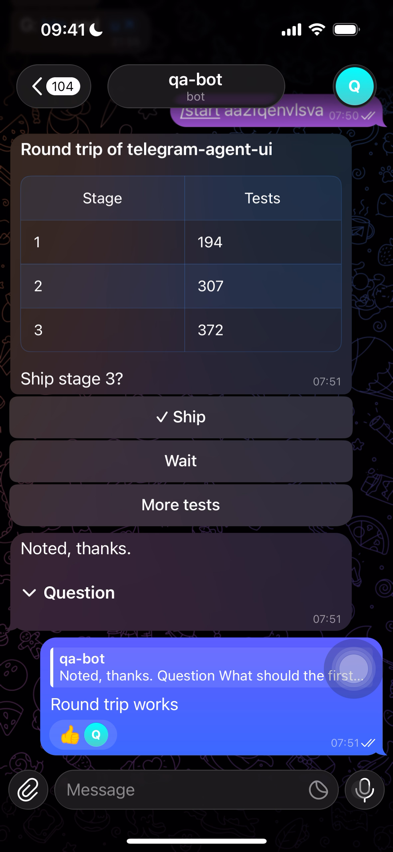 09:41
104
qa-bot
bot
Q
/start aa2fqenvlsva 07:50
Round trip of telegram-agent-ui
Stage Tests
1 194
2 307
3 372
Ship stage 3?
07:51
✓ Ship
Wait
More tests
Noted, thanks.
Question
07:51
qa-bot
Noted, thanks. Question What should the first...
Round trip works
👍 Q
07:51
Message